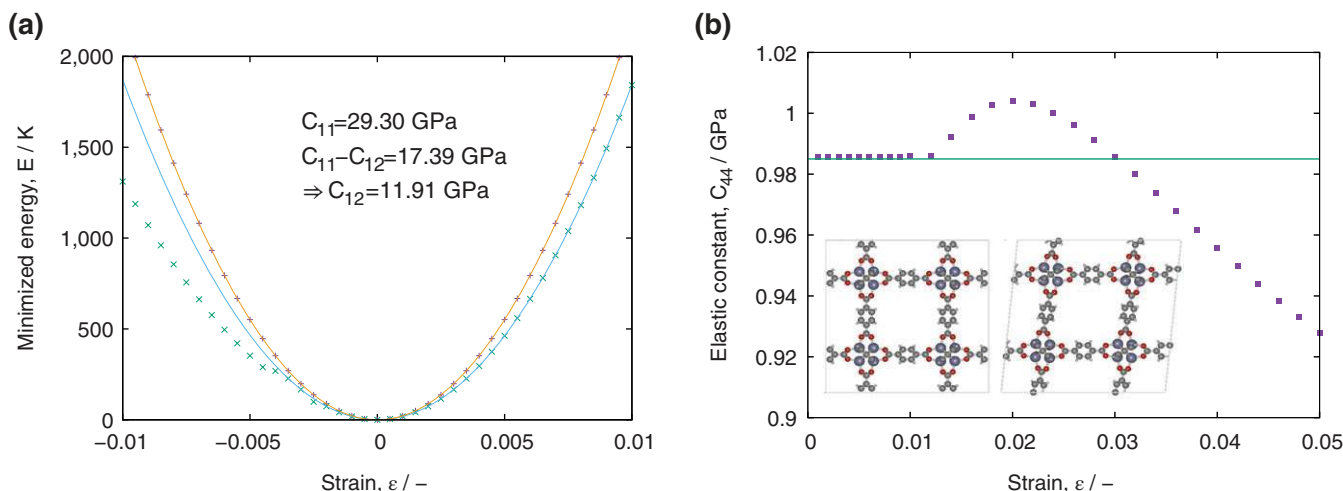 (a)
Minimized energy, E / K
2,000
1,500
1,000
500
0
C₁₁=29.30 GPa
C₁₁−C₁₂=17.39 GPa
⇒ C₁₂=11.91 GPa
−0.01
−0.005
0
0.005
0.01
Strain, ε / −
(b)
Elastic constant, C₄₄ / GPa
1.02
1
0.98
0.96
0.94
0.92
0.9
0
0.01
0.02
0.03
0.04
0.05
Strain, ε / −